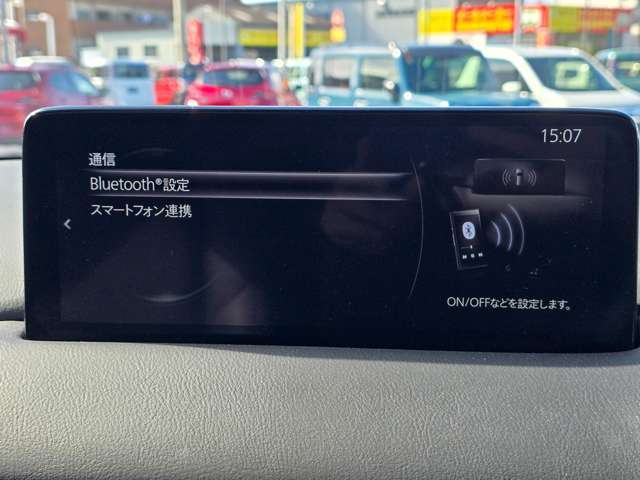 15:07
通信
Bluetooth®設定
スマートフォン連携
ON/OFFなどを設定します。